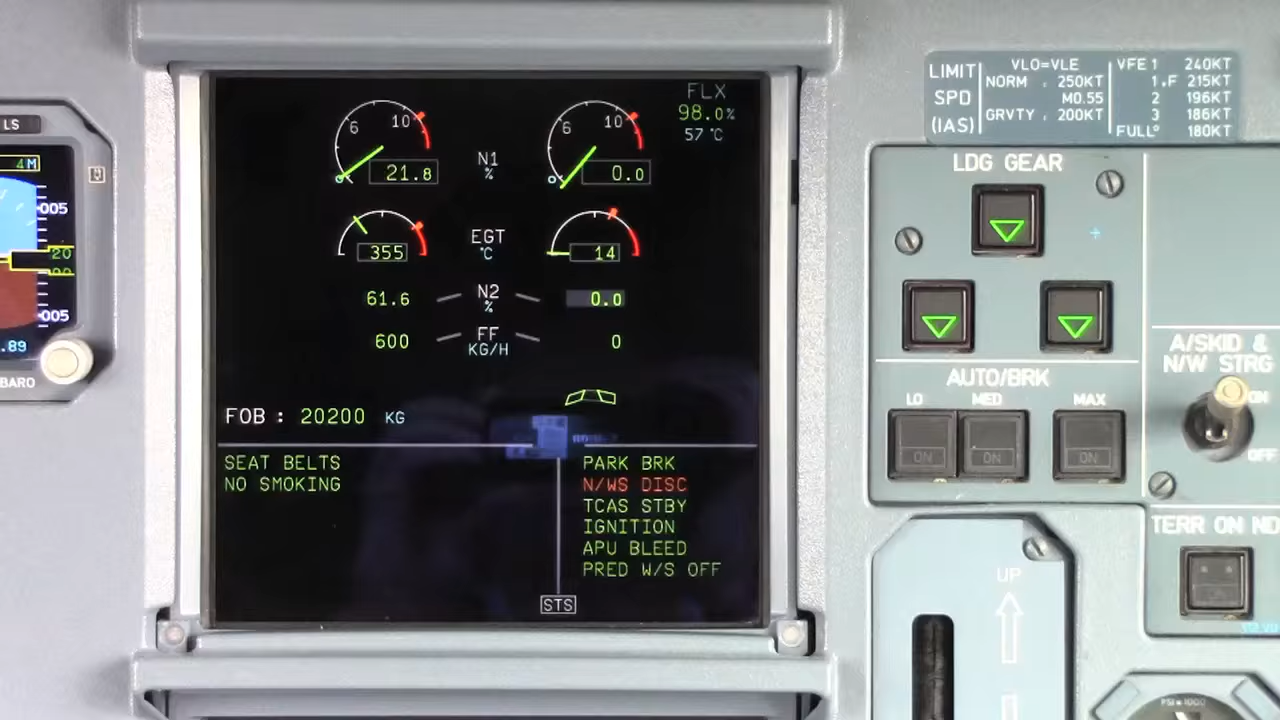 LS
4M
005
20
005
.89
BARO
FLX
98.0%
57 °C
6 10
6 10
21.8
N1
%
0.0
355
EGT
°C
14
61.6
N2
%
0.0
600
FF
KG/H
0
FOB : 20200 KG
SEAT BELTS
NO SMOKING
PARK BRK
N/WS DISC
TCAS STBY
IGNITION
APU BLEED
PRED W/S OFF
STS
LIMIT
SPD
(IAS)
VLO=VLE
NORM . 250KT
M0.55
GRVTY . 200KT
VFE 1 240KT
1.F 215KT
2 196KT
3 186KT
FULL° 180KT
LDG GEAR
AUTO/BRK
LO MED MAX
ON ON ON
A/SKID &
N/W STRG
ON
OFF
TERR ON ND
UP
PSI×1000